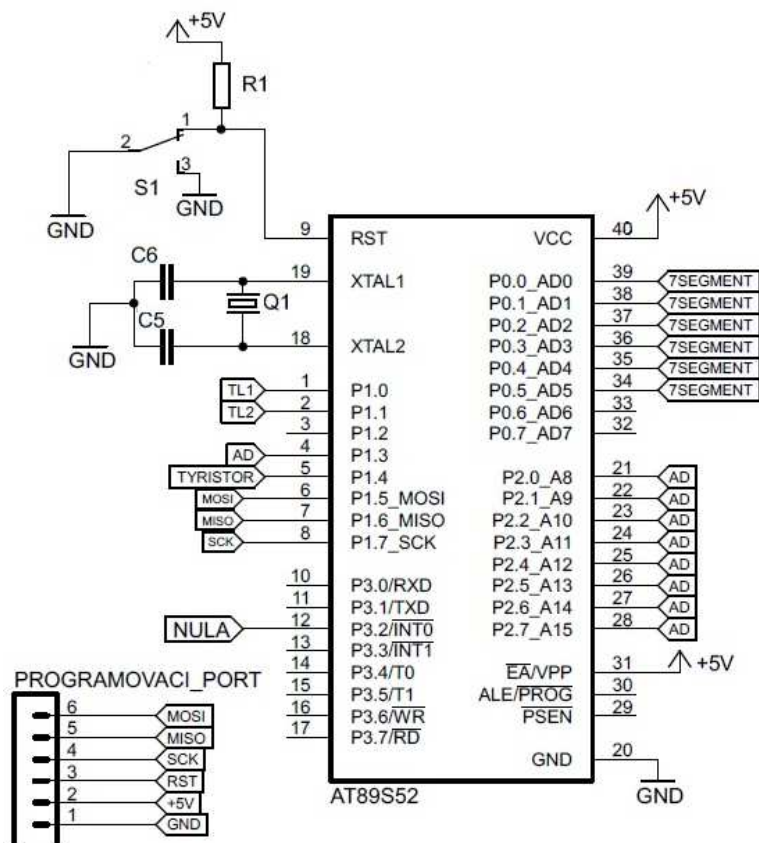 +5V
R1
1
2
3
S1
GND
GND
9 RST
VCC 40 +5V
C6
19 XTAL1
Q1
C5
GND
18 XTAL2
P0.0_AD0 39 7SEGMENT
P0.1_AD1 38 7SEGMENT
P0.2_AD2 37 7SEGMENT
P0.3_AD3 36 7SEGMENT
P0.4_AD4 35 7SEGMENT
P0.5_AD5 34 7SEGMENT
P0.6_AD6 33
P0.7_AD7 32
TL1 1 P1.0
TL2 2 P1.1
3 P1.2
AD 4 P1.3
TYRISTOR 5 P1.4
MOSI 6 P1.5_MOSI
MISO 7 P1.6_MISO
SCK 8 P1.7_SCK
P2.0_A8 21 AD
P2.1_A9 22 AD
P2.2_A10 23 AD
P2.3_A11 24 AD
P2.4_A12 25 AD
P2.5_A13 26 AD
P2.6_A14 27 AD
P2.7_A15 28 AD
10 P3.0/RXD
11 P3.1/TXD
NULA 12 P3.2/INT0
13 P3.3/INT1
14 P3.4/T0
15 P3.5/T1
16 P3.6/WR
17 P3.7/RD
EA/VPP 31 +5V
ALE/PROG 30
PSEN 29
GND 20
GND
AT89S52
PROGRAMOVACI_PORT
6 MOSI
5 MISO
4 SCK
3 RST
2 +5V
1 GND